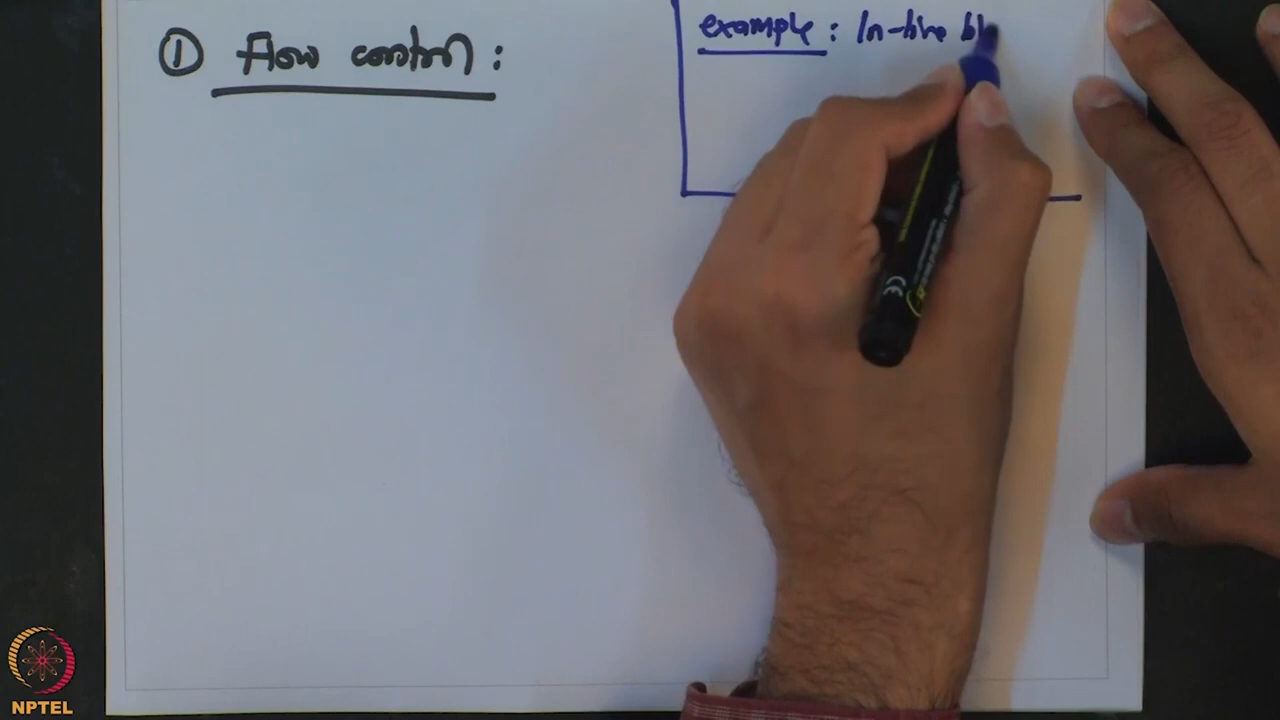 ① Flow control :
example : In-line bl
NPTEL